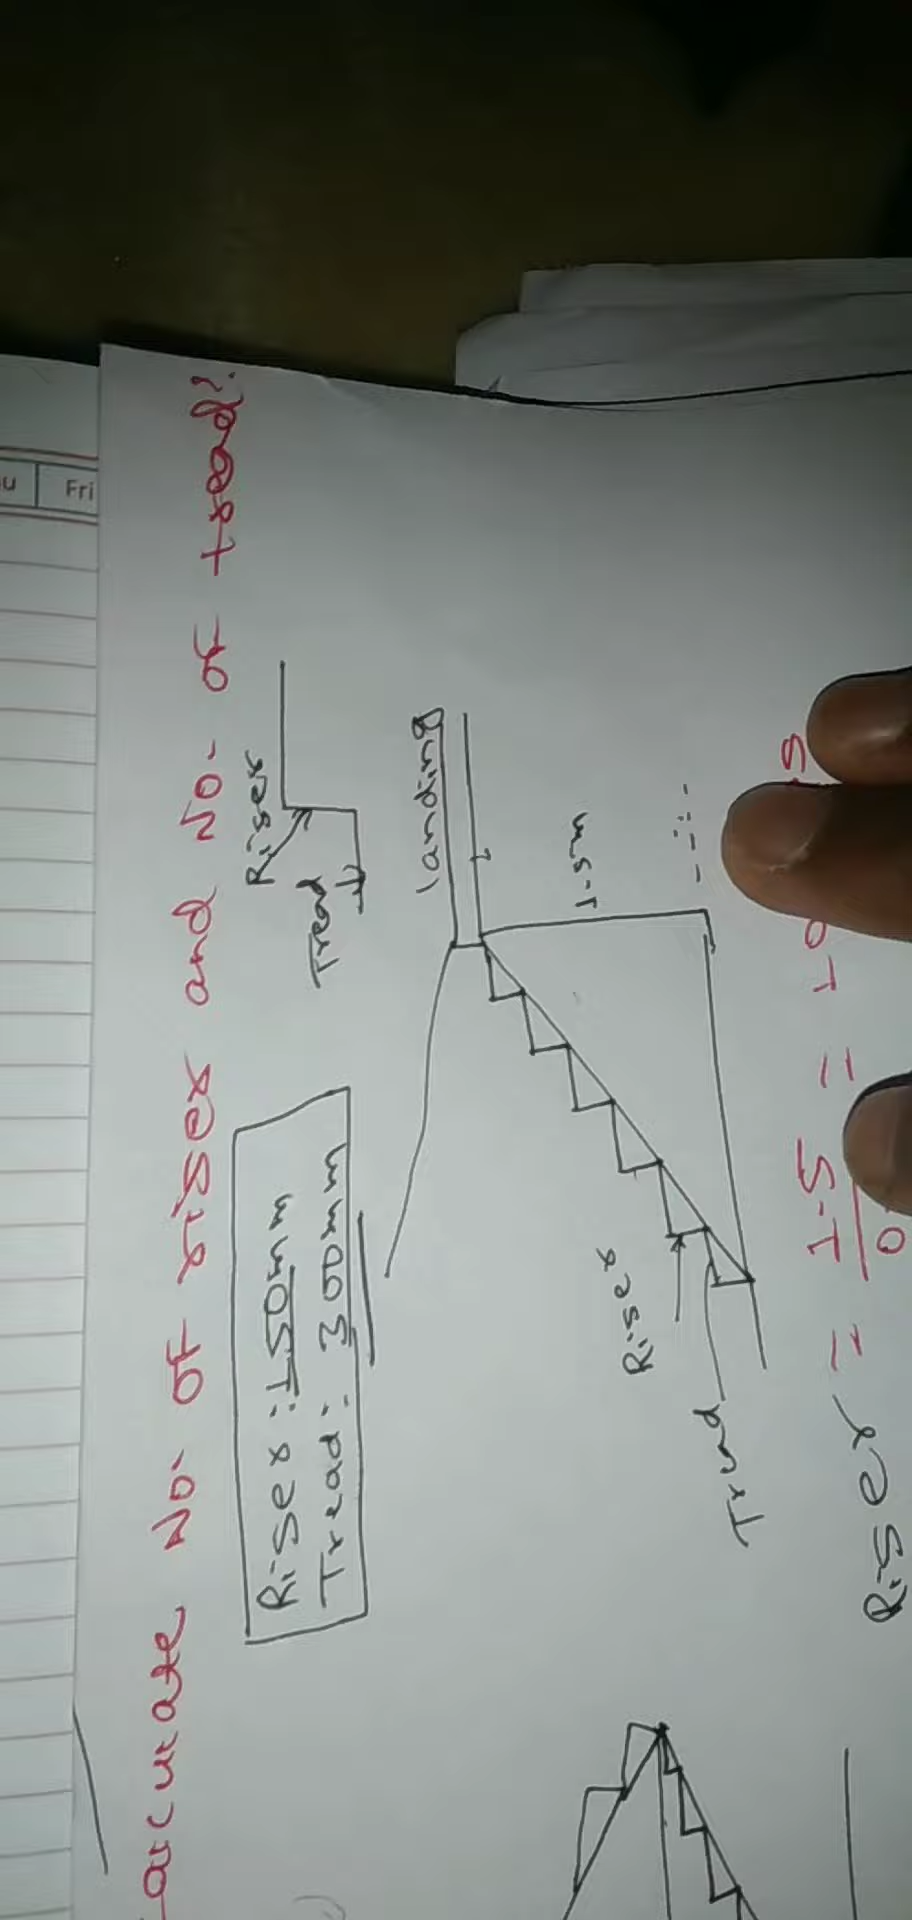 calculate No. of riser and No. of tread?
Riser
Tread
Riser : 150mm
Tread : 300mm
landing
1.5m
Riser
Tread
Riser = 1.5 =
Fri